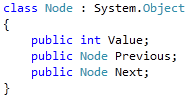 class Node : System.Object
{
    public int Value;
    public Node Previous;
    public Node Next;
}